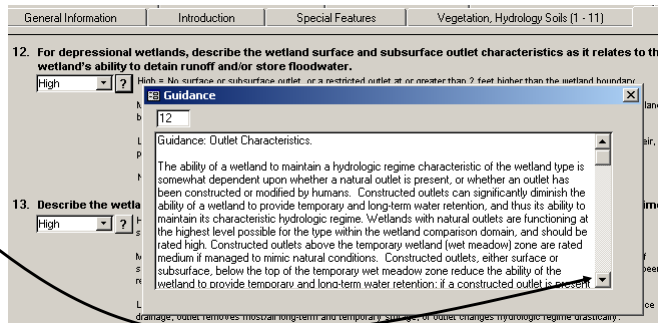 General Information Introduction Special Features Vegetation, Hydrology Soils (1 - 11)
12. For depressional wetlands, describe the wetland surface and subsurface outlet characteristics as it relates to th
wetland's ability to detain runoff and/or store floodwater.
High ? High = No surface or subsurface outlet, or a restricted outlet at or greater than 2 feet higher than the wetland boundary
Guidance
12
Guidance: Outlet Characteristics.
The ability of a wetland to maintain a hydrologic regime characteristic of the wetland type is
somewhat dependent upon whether a natural outlet is present, or whether an outlet has
been constructed or modified by humans. Constructed outlets can significantly diminish the
ability of a wetland to provide temporary and long-term water retention, and thus its ability to
maintain its characteristic hydrologic regime. Wetlands with natural outlets are functioning at
the highest level possible for the type within the wetland comparison domain, and should be
rated high. Constructed outlets above the temporary wetland (wet meadow) zone are rated
medium if managed to mimic natural conditions. Constructed outlets, either surface or
subsurface, below the top of the temporary wet meadow zone reduce the ability of the
wetland to provide temporary and long-term water retention: if a constructed outlet is present
13. Describe the wetla
High ?
drainage, outlet removes most/all long-term and temporary storage, or outlet changes hydrologic regime drastically.